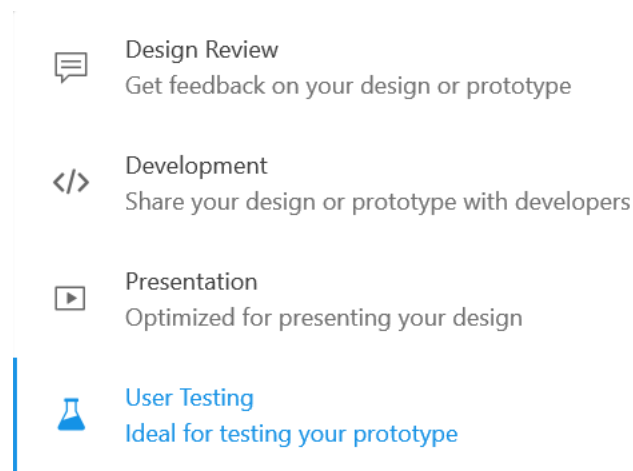 Design Review
Get feedback on your design or prototype
Development
Share your design or prototype with developers
Presentation
Optimized for presenting your design
User Testing
Ideal for testing your prototype